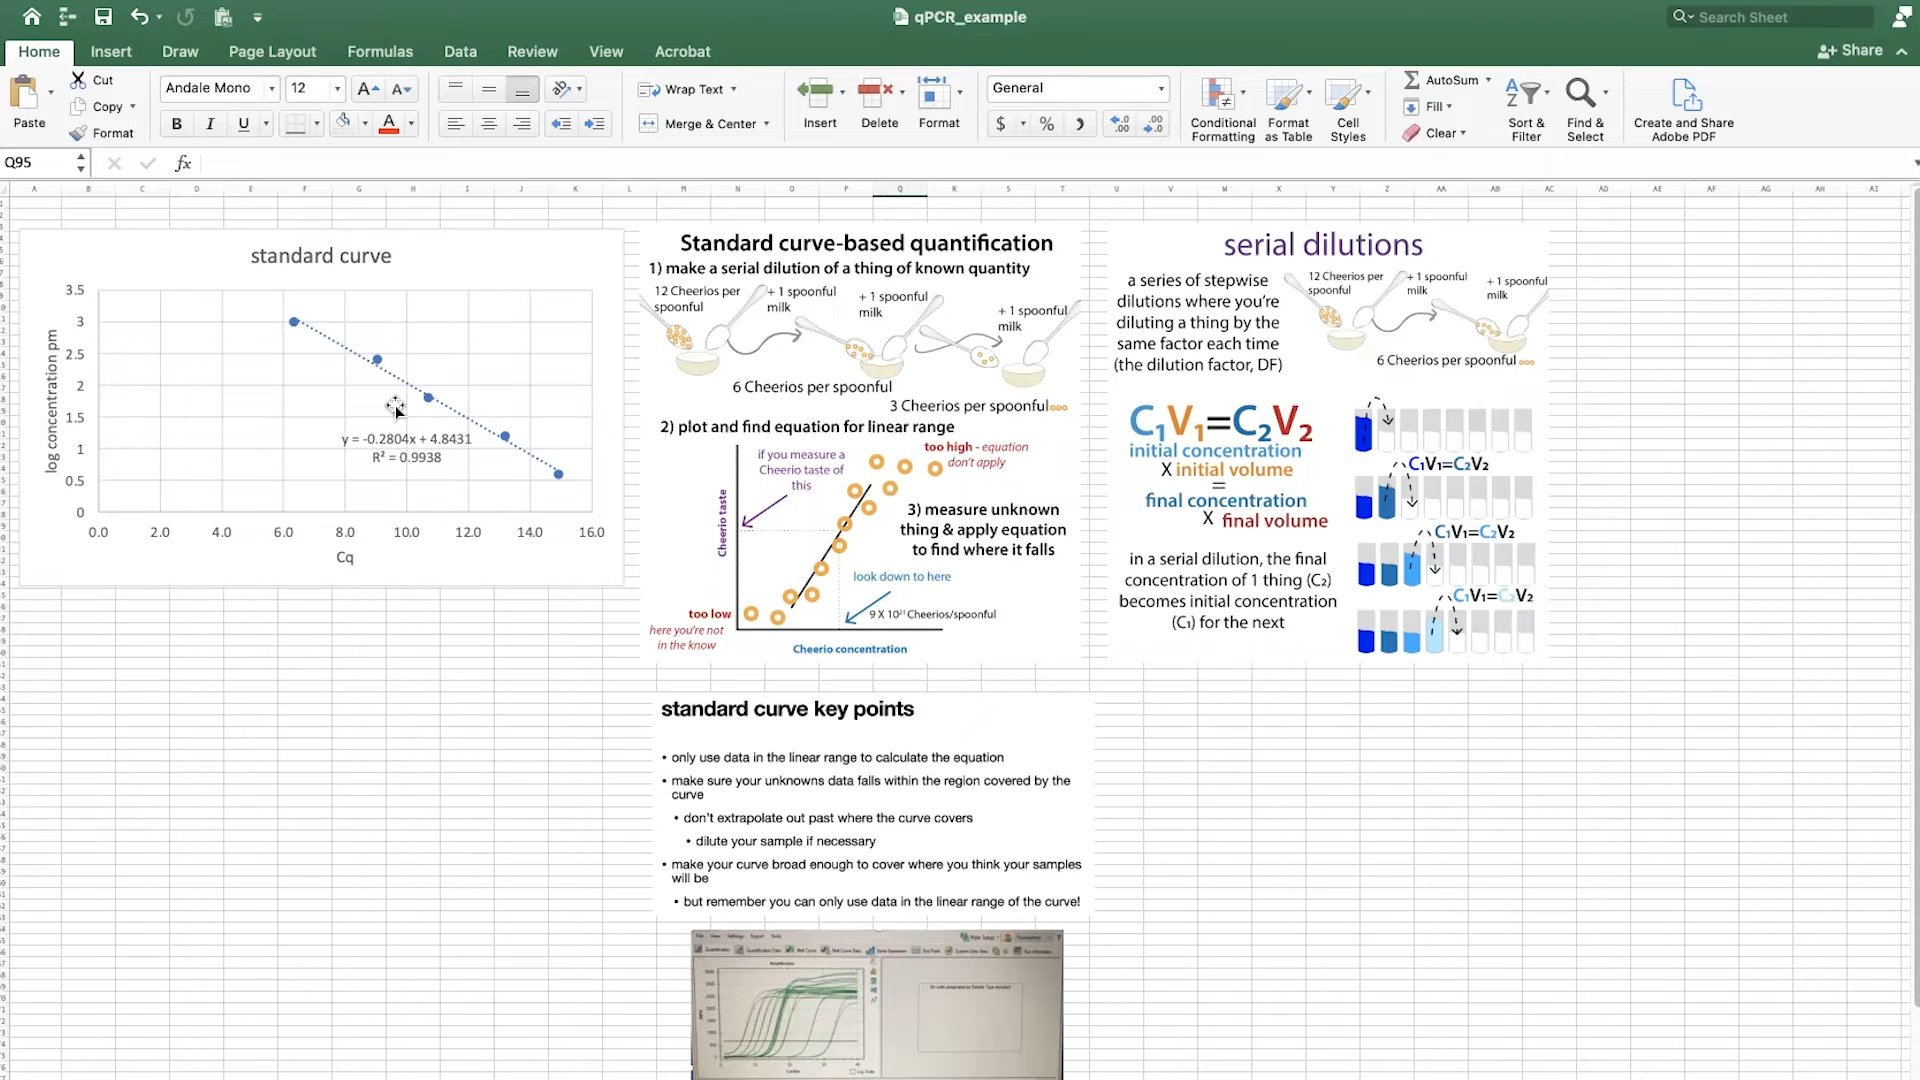 qPCR_example
Search Sheet
Home Insert Draw Page Layout Formulas Data Review View Acrobat
Share
Paste
Cut
Copy
Format
Andale Mono 12
B I U
Wrap Text
Merge & Center
General
$ %
Insert Delete Format
Conditional Formatting
Format as Table
Cell Styles
AutoSum
Fill
Clear
Sort & Filter
Find & Select
Create and Share Adobe PDF
Q95
fx
A B C D E F G H I J K L M N O P Q R S T U V W X Y Z AA AB AC AD AE AF AG AH AI
standard curve
log concentration pm
3.5
3
2.5
2
1.5
1
0.5
0
y = -0.2804x + 4.8431
R² = 0.9938
0.0 2.0 4.0 6.0 8.0 10.0 12.0 14.0 16.0
Cq
Standard curve-based quantification
1) make a serial dilution of a thing of known quantity
12 Cheerios per
spoonful
+ 1 spoonful
milk
+ 1 spoonful
milk
+ 1 spoonful
milk
6 Cheerios per spoonful
3 Cheerios per spoonful
2) plot and find equation for linear range
if you measure a
Cheerio taste of
this
too high - equation
don't apply
Cheerio taste
3) measure unknown
thing & apply equation
to find where it falls
look down to here
9 X 10²¹ Cheerios/spoonful
too low
here you're not
in the know
Cheerio concentration
serial dilutions
a series of stepwise
dilutions where you're
diluting a thing by the
same factor each time
(the dilution factor, DF)
12 Cheerios per
spoonful
+ 1 spoonful
milk
+ 1 spoonful
milk
6 Cheerios per spoonful
C₁V₁=C₂V₂
initial concentration
X initial volume
=
final concentration
X final volume
in a serial dilution, the final
concentration of 1 thing (C₂)
becomes initial concentration
(C₁) for the next
C₁V₁=C₂V₂
C₁V₁=C₂V₂
C₁V₁=C₂V₂
standard curve key points
• only use data in the linear range to calculate the equation
• make sure your unknowns data falls within the region covered by the
curve
• don't extrapolate out past where the curve covers
• dilute your sample if necessary
• make your curve broad enough to cover where you think your samples
will be
• but remember you can only use data in the linear range of the curve!